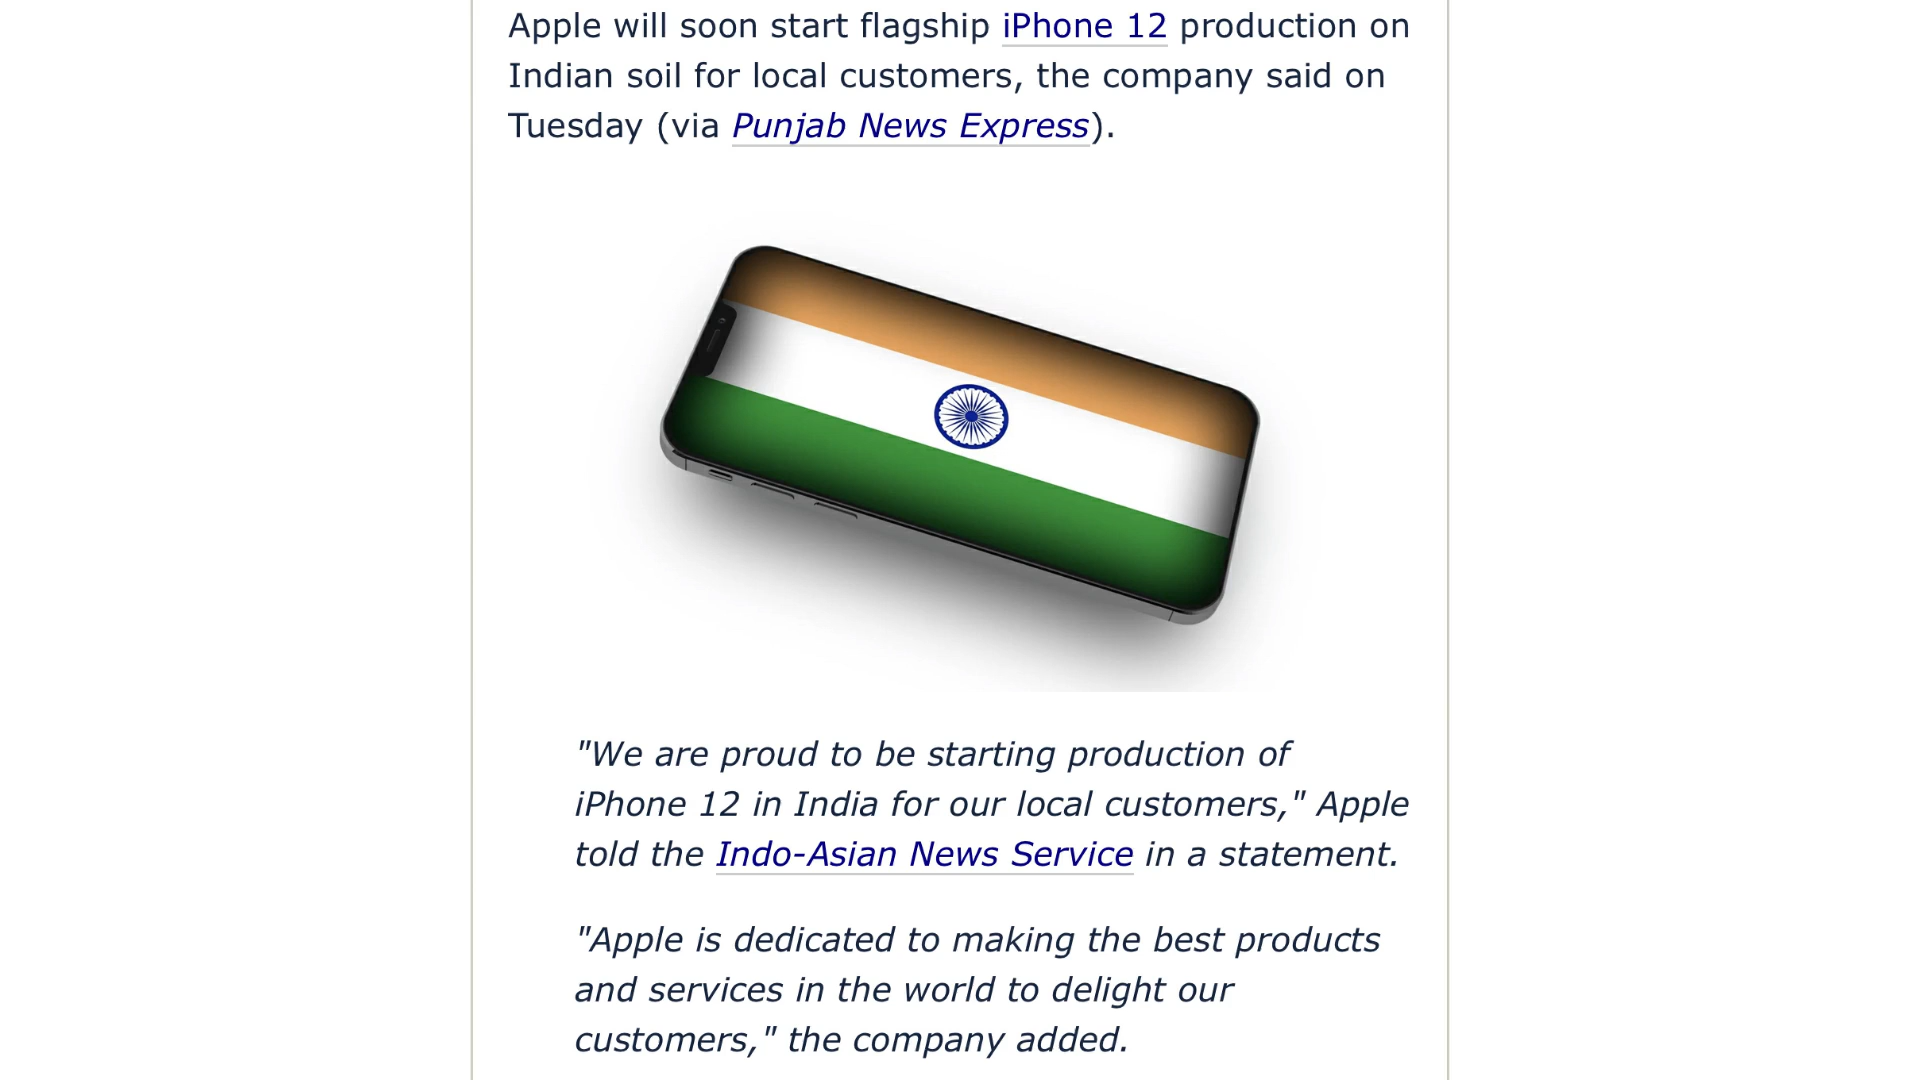 Apple will soon start flagship iPhone 12 production on
Indian soil for local customers, the company said on
Tuesday (via Punjab News Express).
"We are proud to be starting production of
iPhone 12 in India for our local customers," Apple
told the Indo-Asian News Service in a statement.
"Apple is dedicated to making the best products
and services in the world to delight our
customers," the company added.